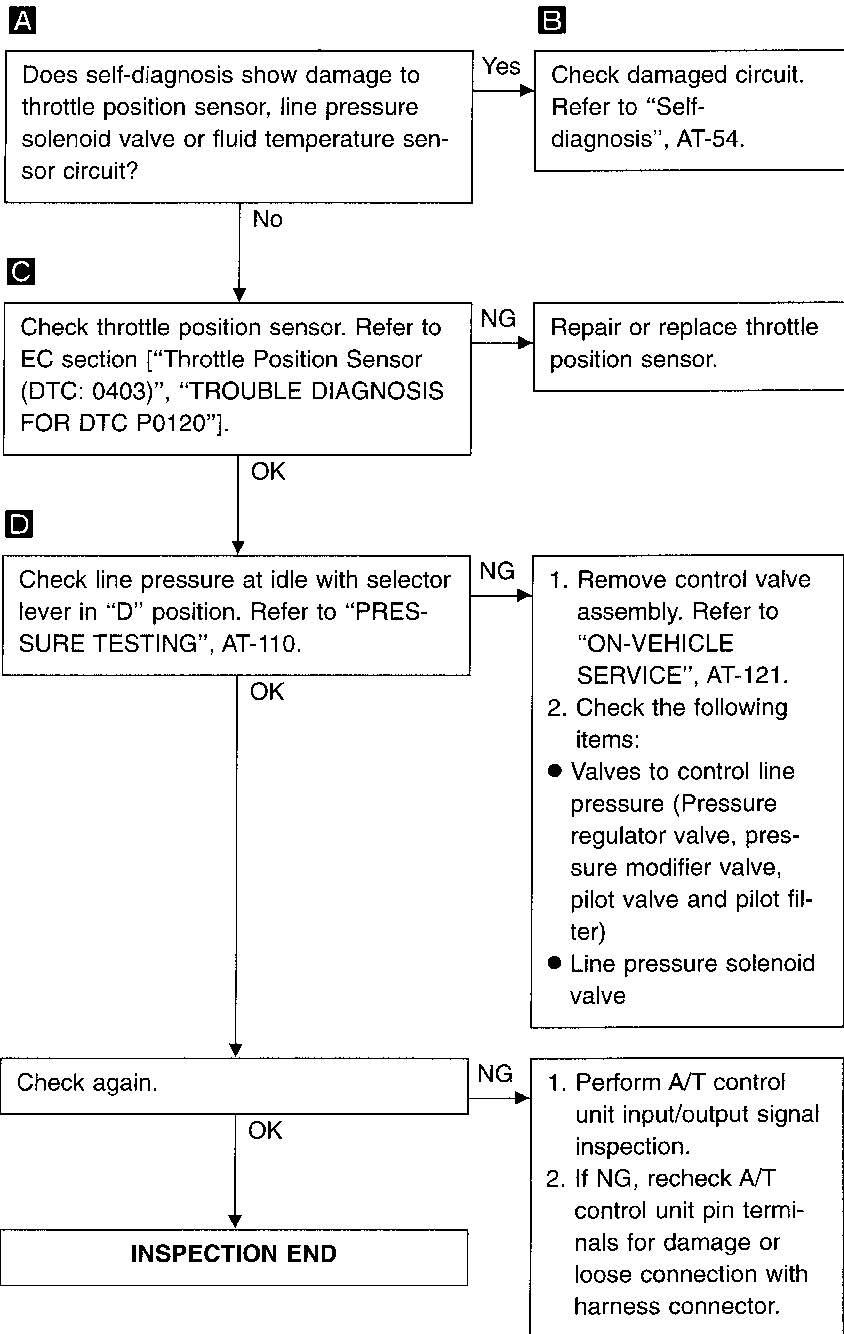 A
B
Does self-diagnosis show damage to
throttle position sensor, line pressure
solenoid valve or fluid temperature sen-
sor circuit?
Yes
Check damaged circuit.
Refer to “Self-
diagnosis”, AT-54.
No
C
Check throttle position sensor. Refer to
EC section [“Throttle Position Sensor
(DTC: 0403)”, “TROUBLE DIAGNOSIS
FOR DTC P0120”].
NG
Repair or replace throttle
position sensor.
OK
D
Check line pressure at idle with selector
lever in “D” position. Refer to “PRES-
SURE TESTING”, AT-110.
NG
1. Remove control valve
assembly. Refer to
“ON-VEHICLE
SERVICE”, AT-121.
2. Check the following
items:
● Valves to control line
pressure (Pressure
regulator valve, pres-
sure modifier valve,
pilot valve and pilot fil-
ter)
● Line pressure solenoid
valve
OK
Check again.
NG
1. Perform A/T control
unit input/output signal
inspection.
2. If NG, recheck A/T
control unit pin termi-
nals for damage or
loose connection with
harness connector.
OK
INSPECTION END